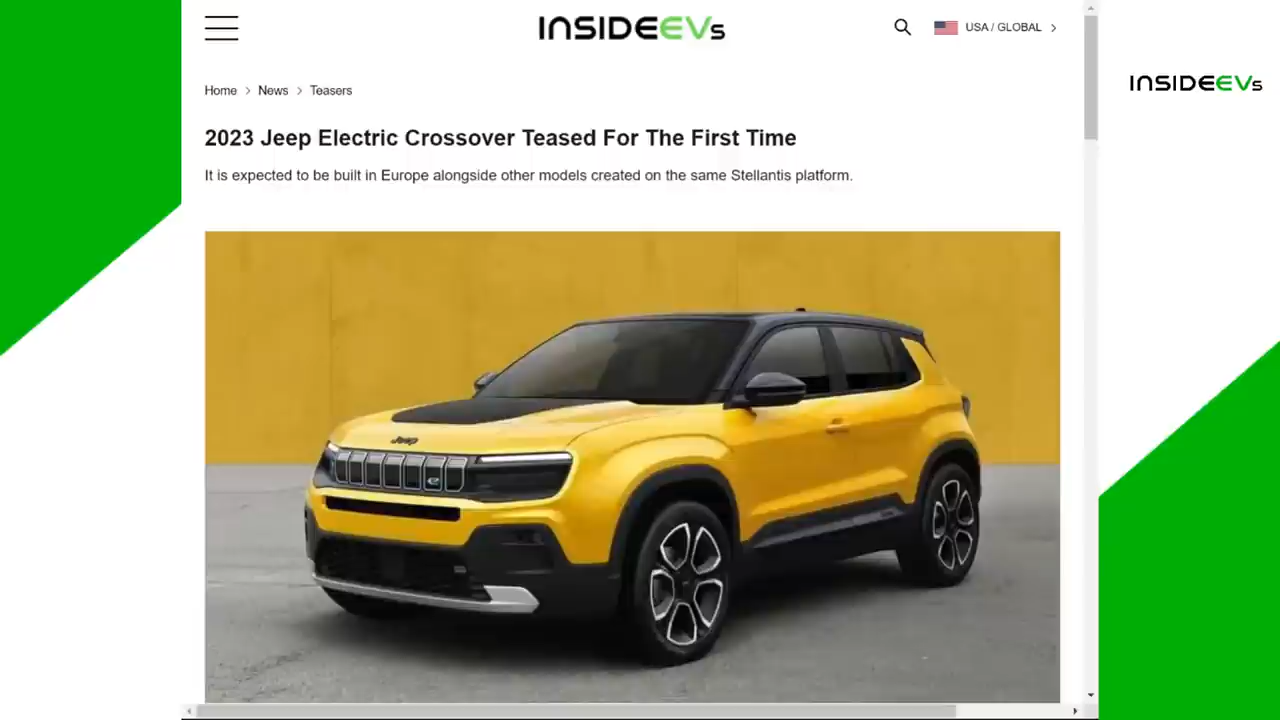 INSIDEEVs
USA / GLOBAL
INSIDEEVs
Home > News > Teasers
2023 Jeep Electric Crossover Teased For The First Time
It is expected to be built in Europe alongside other models created on the same Stellantis platform.
Jeep
e